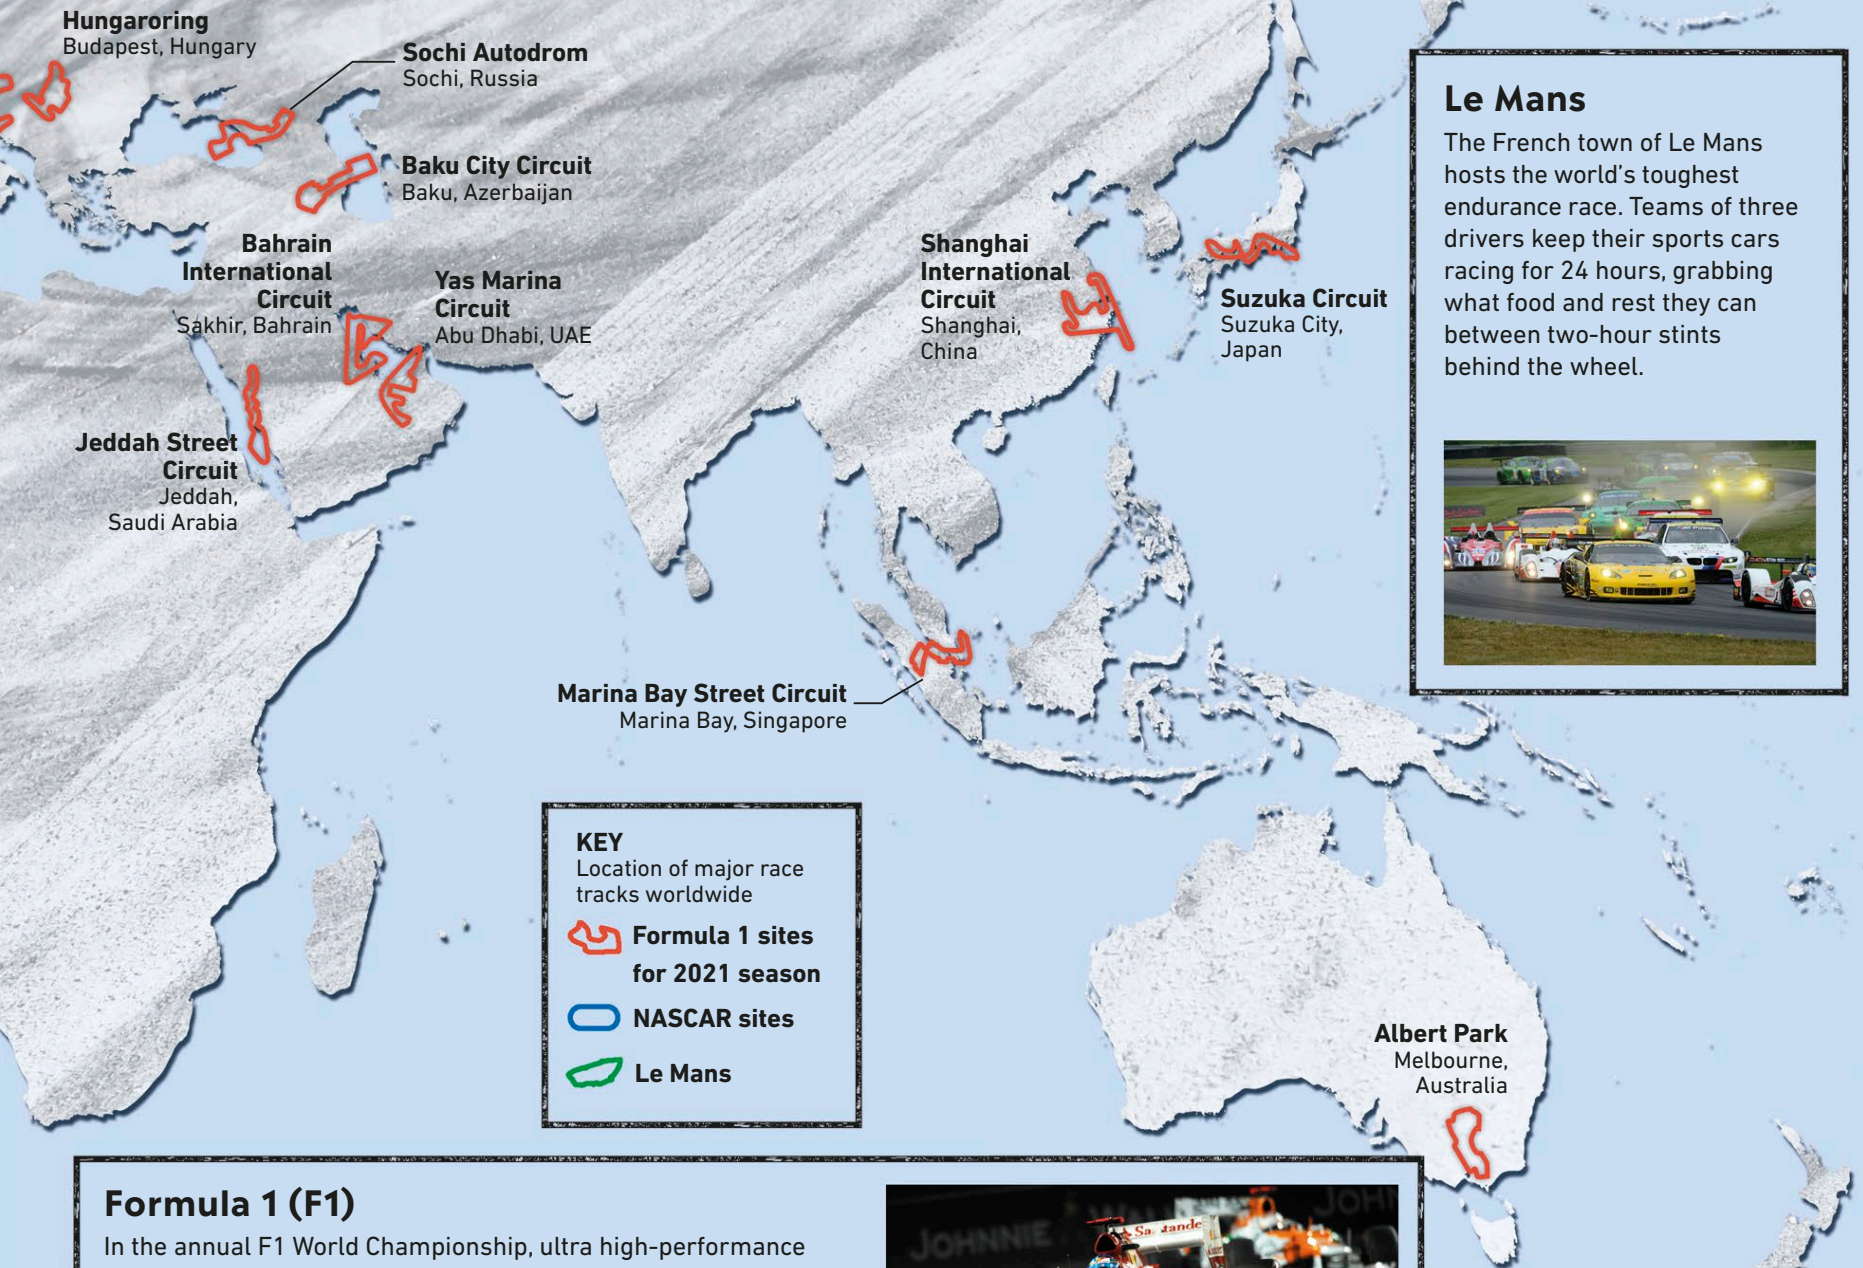 Hungaroring
Budapest, Hungary
Sochi Autodrom
Sochi, Russia
Baku City Circuit
Baku, Azerbaijan
Bahrain
International
Circuit
Sakhir, Bahrain
Yas Marina
Circuit
Abu Dhabi, UAE
Jeddah Street
Circuit
Jeddah,
Saudi Arabia
Shanghai
International
Circuit
Shanghai,
China
Suzuka Circuit
Suzuka City,
Japan
Marina Bay Street Circuit
Marina Bay, Singapore
Le Mans
The French town of Le Mans
hosts the world’s toughest
endurance race. Teams of three
drivers keep their sports cars
racing for 24 hours, grabbing
what food and rest they can
between two-hour stints
behind the wheel.
KEY
Location of major race
tracks worldwide
Formula 1 sites
for 2021 season
NASCAR sites
Le Mans
Albert Park
Melbourne,
Australia
Formula 1 (F1)
In the annual F1 World Championship, ultra high-performance
JOHNNIE